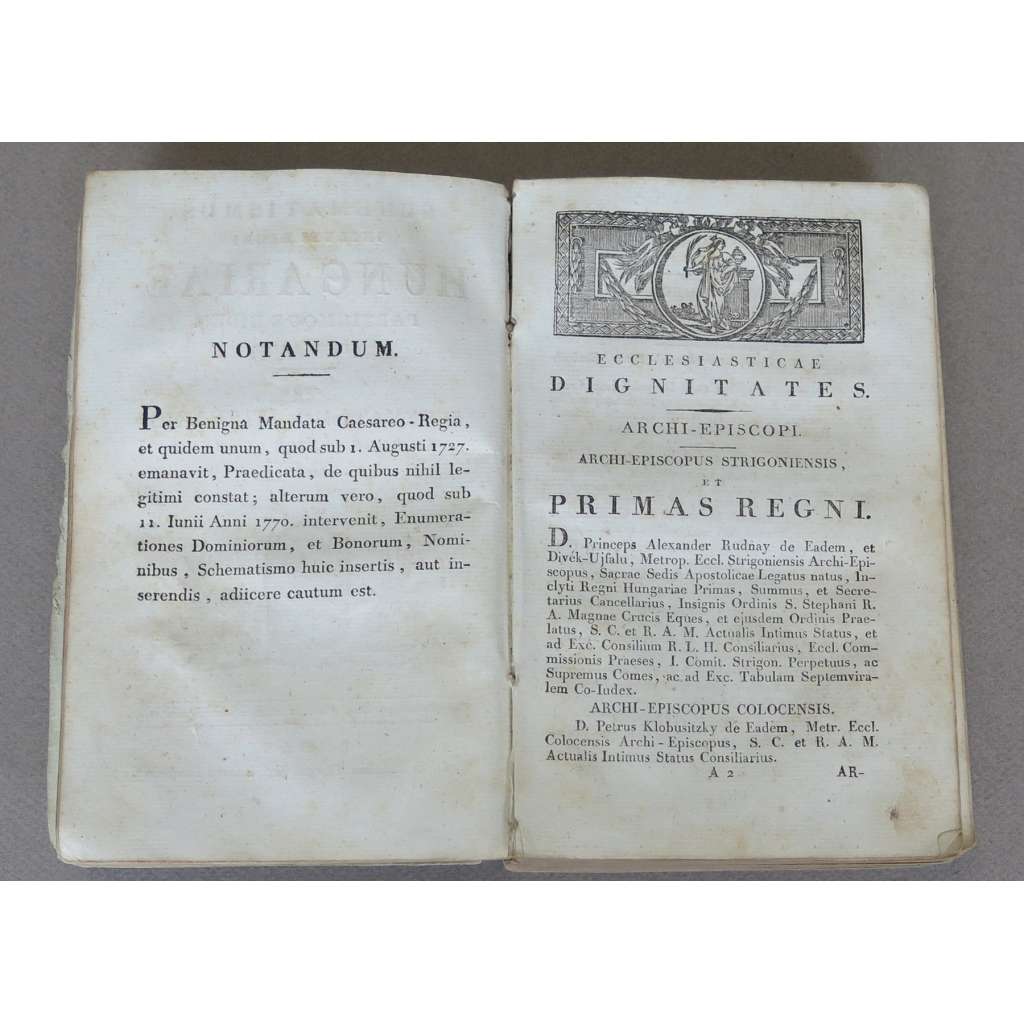 NOTANDUM.
Per Benigna Mandata Caesareo-Regia,
et quidem unum, quod sub 1. Augusti 1727.
emanavit, Praedicata, de quibus nihil le-
gitimi constat; alterum vero, quod sub
11. Iunii Anni 1770. intervenit, Enumera-
tiones Dominiorum, et Bonorum, Nomi-
nibus, Schematismo huic insertis, aut in-
serendis, adiicere cautum est.
ECCLESIASTICAE
DIGNITATES.
ARCHI-EPISCOPI.
ARCHI-EPISCOPUS STRIGONIENSIS,
ET
PRIMAS REGNI.
D. Princeps Alexander Rudnay de Eadem, et
Divék-Ujfalu, Metrop. Eccl. Strigoniensis Archi-Epi-
scopus, Sacrae Sedis Apostolicae Legatus natus, In-
clyti Regni Hungariae Primas, Summus, et Secre-
tarius Cancellarius, Insignis Ordinis S. Stephani R.
A. Magnae Crucis Eques, et ejusdem Ordinis Prae-
latus, S. C. et R. A. M. Actualis Intimus Status, et
ad Exc. Consilium R. L. H. Consiliarius, Eccl. Com-
missionis Praeses, I. Comit. Strigon. Perpetuus, ac
Supremus Comes, ac ad Exc. Tabulam Septemvira-
lem Co-Iudex.
ARCHI-EPISCOPUS COLOCENSIS.
D. Petrus Klobusitzky de Eadem, Metr. Eccl.
Colocensis Archi-Episcopus, S. C. et R. A. M.
Actualis Intimus Status Consiliarius.
A 2 AR-